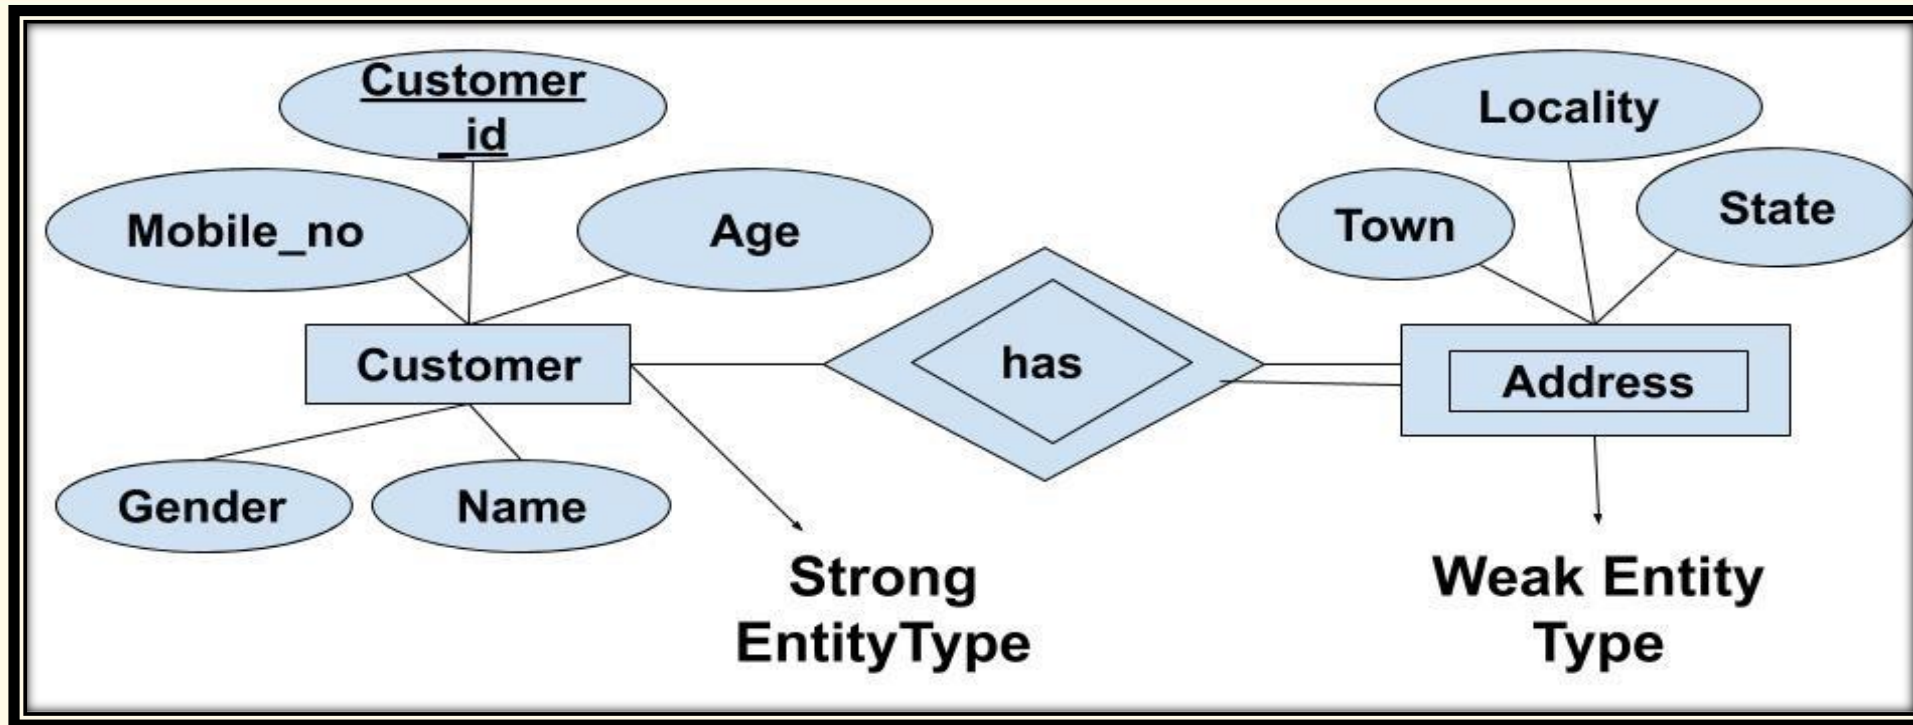 Customer
_id
Locality
Mobile_no
Age
Town
State
Customer
has
Address
Gender
Name
Strong
EntityType
Weak Entity
Type